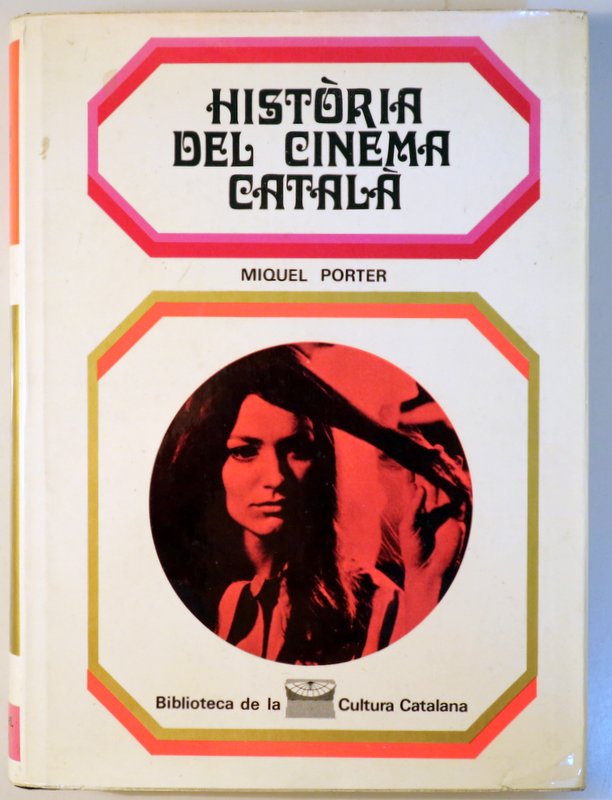 HISTÒRIA
DEL CINEMA
CATALÀ
MIQUEL PORTER
Biblioteca de la Cultura Catalana